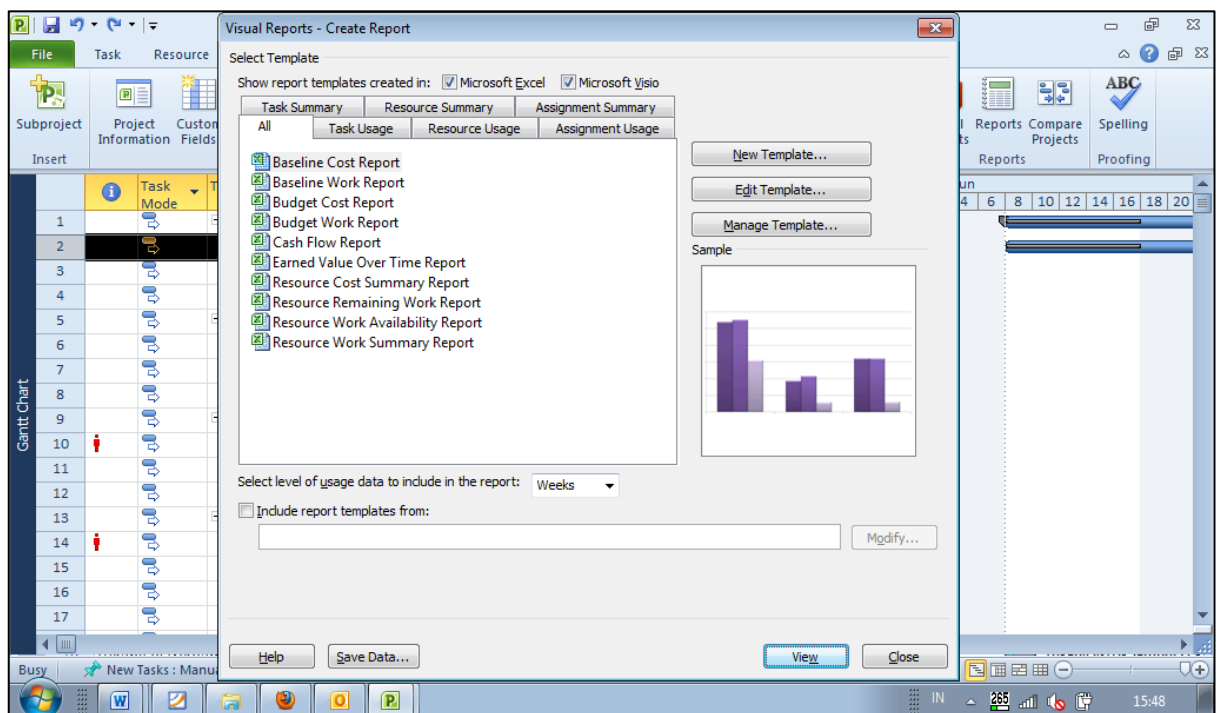 Visual Reports - Create Report
File Task Resource
Select Template
Show report templates created in: Microsoft Excel Microsoft Visio
Task Summary Resource Summary Assignment Summary
All Task Usage Resource Usage Assignment Usage
Subproject Project Information Custom Fields
Insert
Reports Compare Projects ABC Spelling
Reports Proofing
Task Mode
Baseline Cost Report
Baseline Work Report
Budget Cost Report
Budget Work Report
Cash Flow Report
Earned Value Over Time Report
Resource Cost Summary Report
Resource Remaining Work Report
Resource Work Availability Report
Resource Work Summary Report
New Template...
Edit Template...
Manage Template...
Sample
4 6 8 10 12 14 16 18 20
1
2
3
4
5
6
7
8
9
10
11
12
13
14
15
16
17
Gantt Chart
Select level of usage data to include in the report: Weeks
Include report templates from:
Modify...
Help Save Data... View Close
Busy New Tasks : Manua
IN 265 15:48